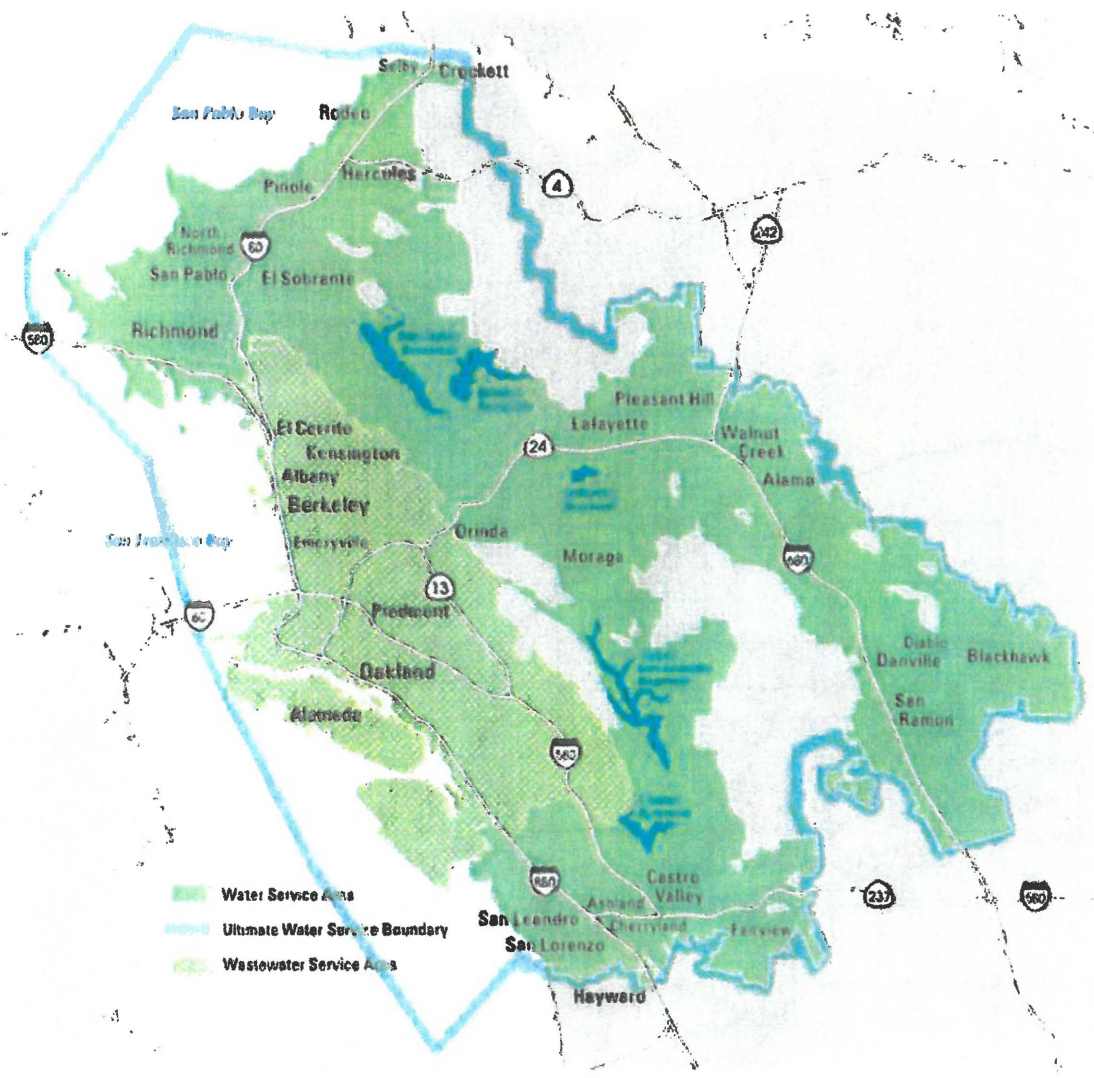 Selby
Crockett
San Pablo Bay
Rodeo
Hercules
4
Pinole
North
Richmond
80
242
San Pablo
El Sobrante
Richmond
580
Pleasant Hill
Lafayette
El Cerrito
Kensington
24
Walnut
Creek
Albany
Alamo
Berkeley
Orinda
San Francisco Bay
Emeryville
Moraga
680
13
Piedmont
80
Diablo
Danville
Blackhawk
Oakland
San
Ramon
Alameda
580
Castro
Valley
880
Water Service Area
Ashland
237
580
San Leandro
Cherryland
Fairview
Ultimate Water Service Boundary
San Lorenzo
Wastewater Service Area
Hayward